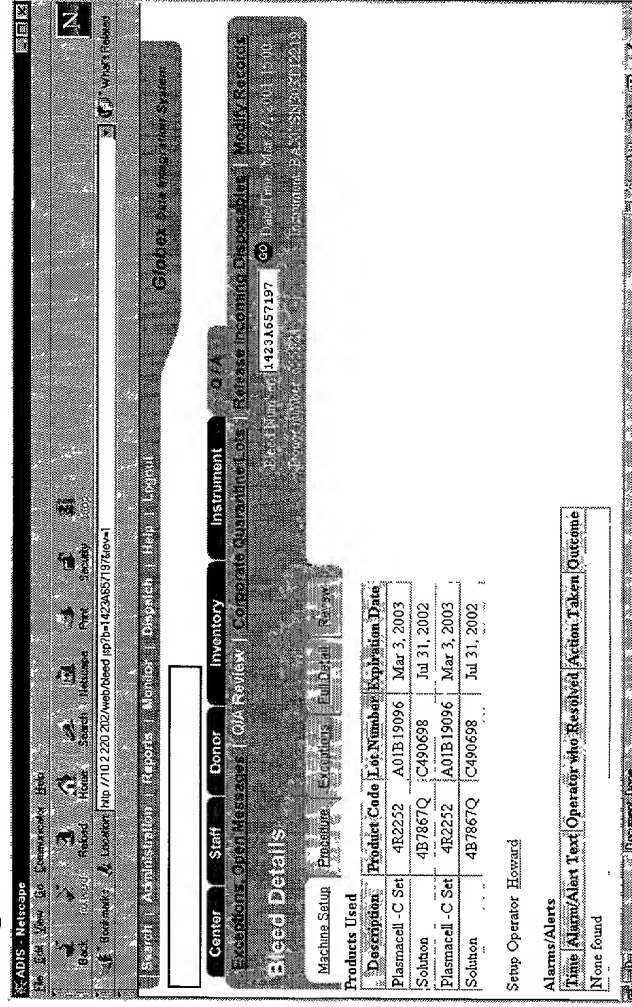 ADIS - Netscape
File Edit View Go Communicator Help
Back Reload Home Search Netscape Print Security Stop
Bookmarks Location: http://10.2.220.202/web/bleed.jsp?b=1423A657197&rev=1 What's Related
Search | Administration | Reports | Monitor | Dispatch | Help | Logout
Globex Data Integration System
Center Staff Donor Inventory Instrument Q / A
Exceptions, Open Messages | Q/A Review | Corporate Quarantine Lots | Release Incoming Disposables | Modify Records
Bleed Details
Bleed Number 1423A657197 GO Date/Time
Machine Setup Procedure Exceptions Full Detail Review
Products Used
Description Product Code Lot Number Expiration Date
Plasmacell -C Set 4R2252 A01B19096 Mar 3, 2003
Solution 4B7867Q C490698 Jul 31, 2002
Plasmacell -C Set 4R2252 A01B19096 Mar 3, 2003
Solution 4B7867Q C490698 Jul 31, 2002
Setup Operator Howard
Alarms/Alerts
Time Alarm/Alert Text Operator who Resolved Action Taken Outcome
None found
Document: Done